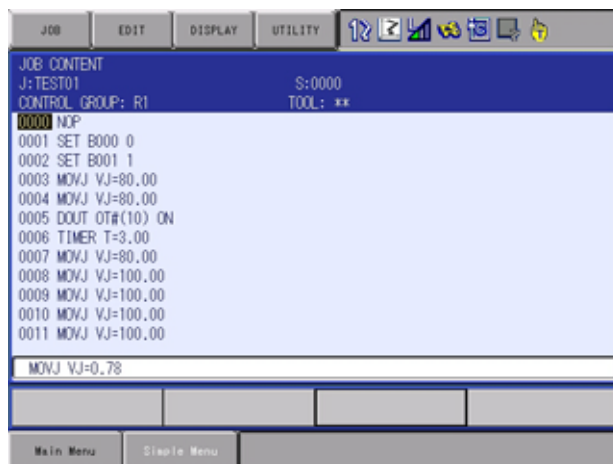 JOB EDIT DISPLAY UTILITY
JOB CONTENT
J:TEST01 S:0000
CONTROL GROUP: R1 TOOL: **
0000 NOP
0001 SET B000 0
0002 SET B001 1
0003 MOVJ VJ=80.00
0004 MOVJ VJ=80.00
0005 DOUT OT#(10) ON
0006 TIMER T=3.00
0007 MOVJ VJ=80.00
0008 MOVJ VJ=100.00
0009 MOVJ VJ=100.00
0010 MOVJ VJ=100.00
0011 MOVJ VJ=100.00
MOVJ VJ=0.78
Main Menu Simple Menu